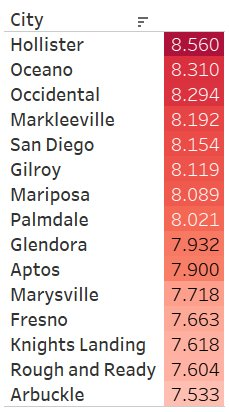 City
Hollister 8.560
Oceano 8.310
Occidental 8.294
Markleeville 8.192
San Diego 8.154
Gilroy 8.119
Mariposa 8.089
Palmdale 8.021
Glendora 7.932
Aptos 7.900
Marysville 7.718
Fresno 7.663
Knights Landing 7.618
Rough and Ready 7.604
Arbuckle 7.533